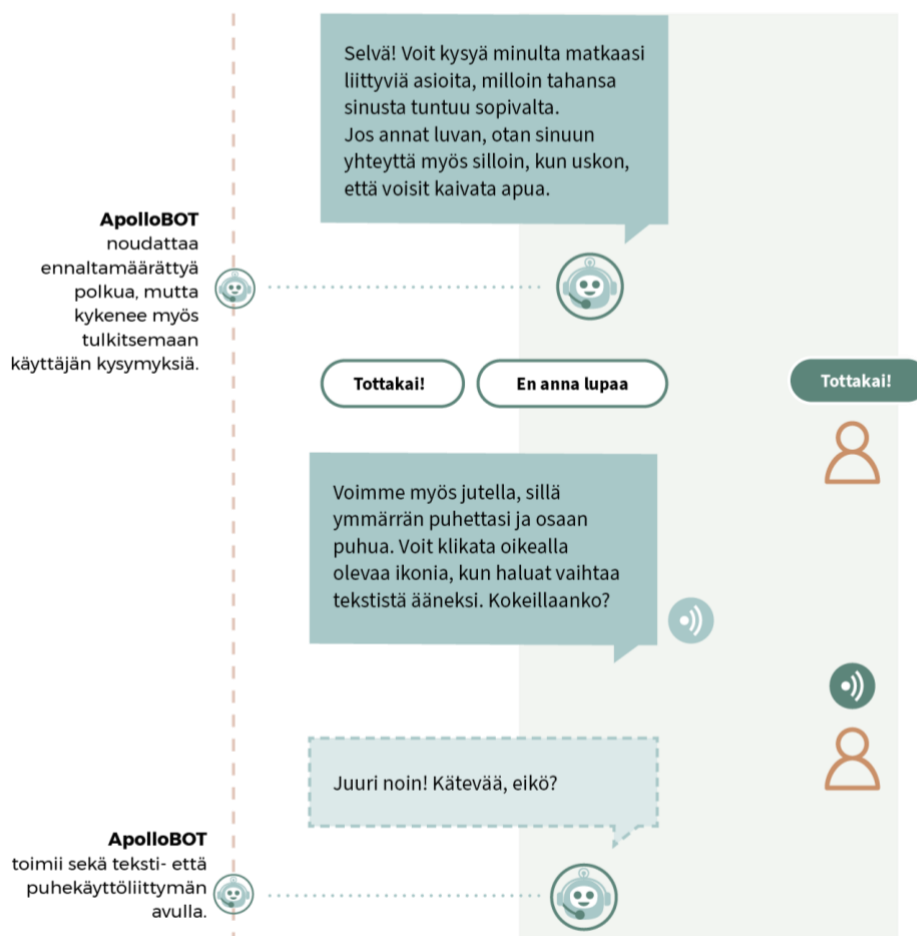 Selvä! Voit kysyä minulta matkaasi
liittyviä asioita, milloin tahansa
sinusta tuntuu sopivalta.
Jos annat luvan, otan sinuun
yhteyttä myös silloin, kun uskon,
että voisit kaivata apua.
ApolloBOT
noudattaa
ennaltamäärättyä
polkua, mutta
kykenee myös
tulkitsemaan
käyttäjän kysymyksiä.
Tottakai!
En anna lupaa
Tottakai!
Voimme myös jutella, sillä
ymmärrän puhettasi ja osaan
puhua. Voit klikata oikealla
olevaa ikonia, kun haluat vaihtaa
tekstistä ääneksi. Kokeillaanko?
Juuri noin! Kätevää, eikö?
ApolloBOT
toimii sekä teksti- että
puhekäyttöliittymän
avulla.